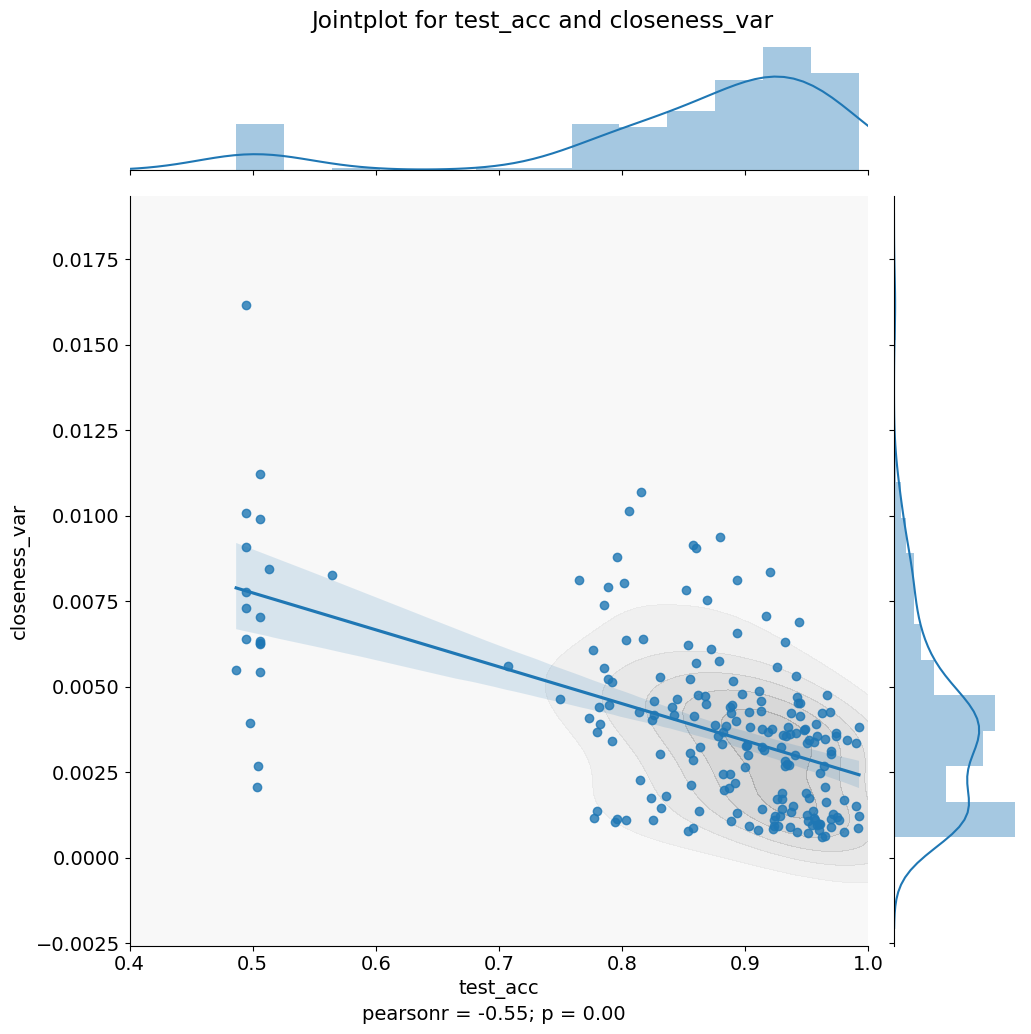 Jointplot for test_acc and closeness_var
0.0175
0.0150
0.0125
0.0100
0.0075
0.0050
0.0025
0.0000
−0.0025
closeness_var
0.4 0.5 0.6 0.7 0.8 0.9 1.0
test_acc
pearsonr = -0.55; p = 0.00